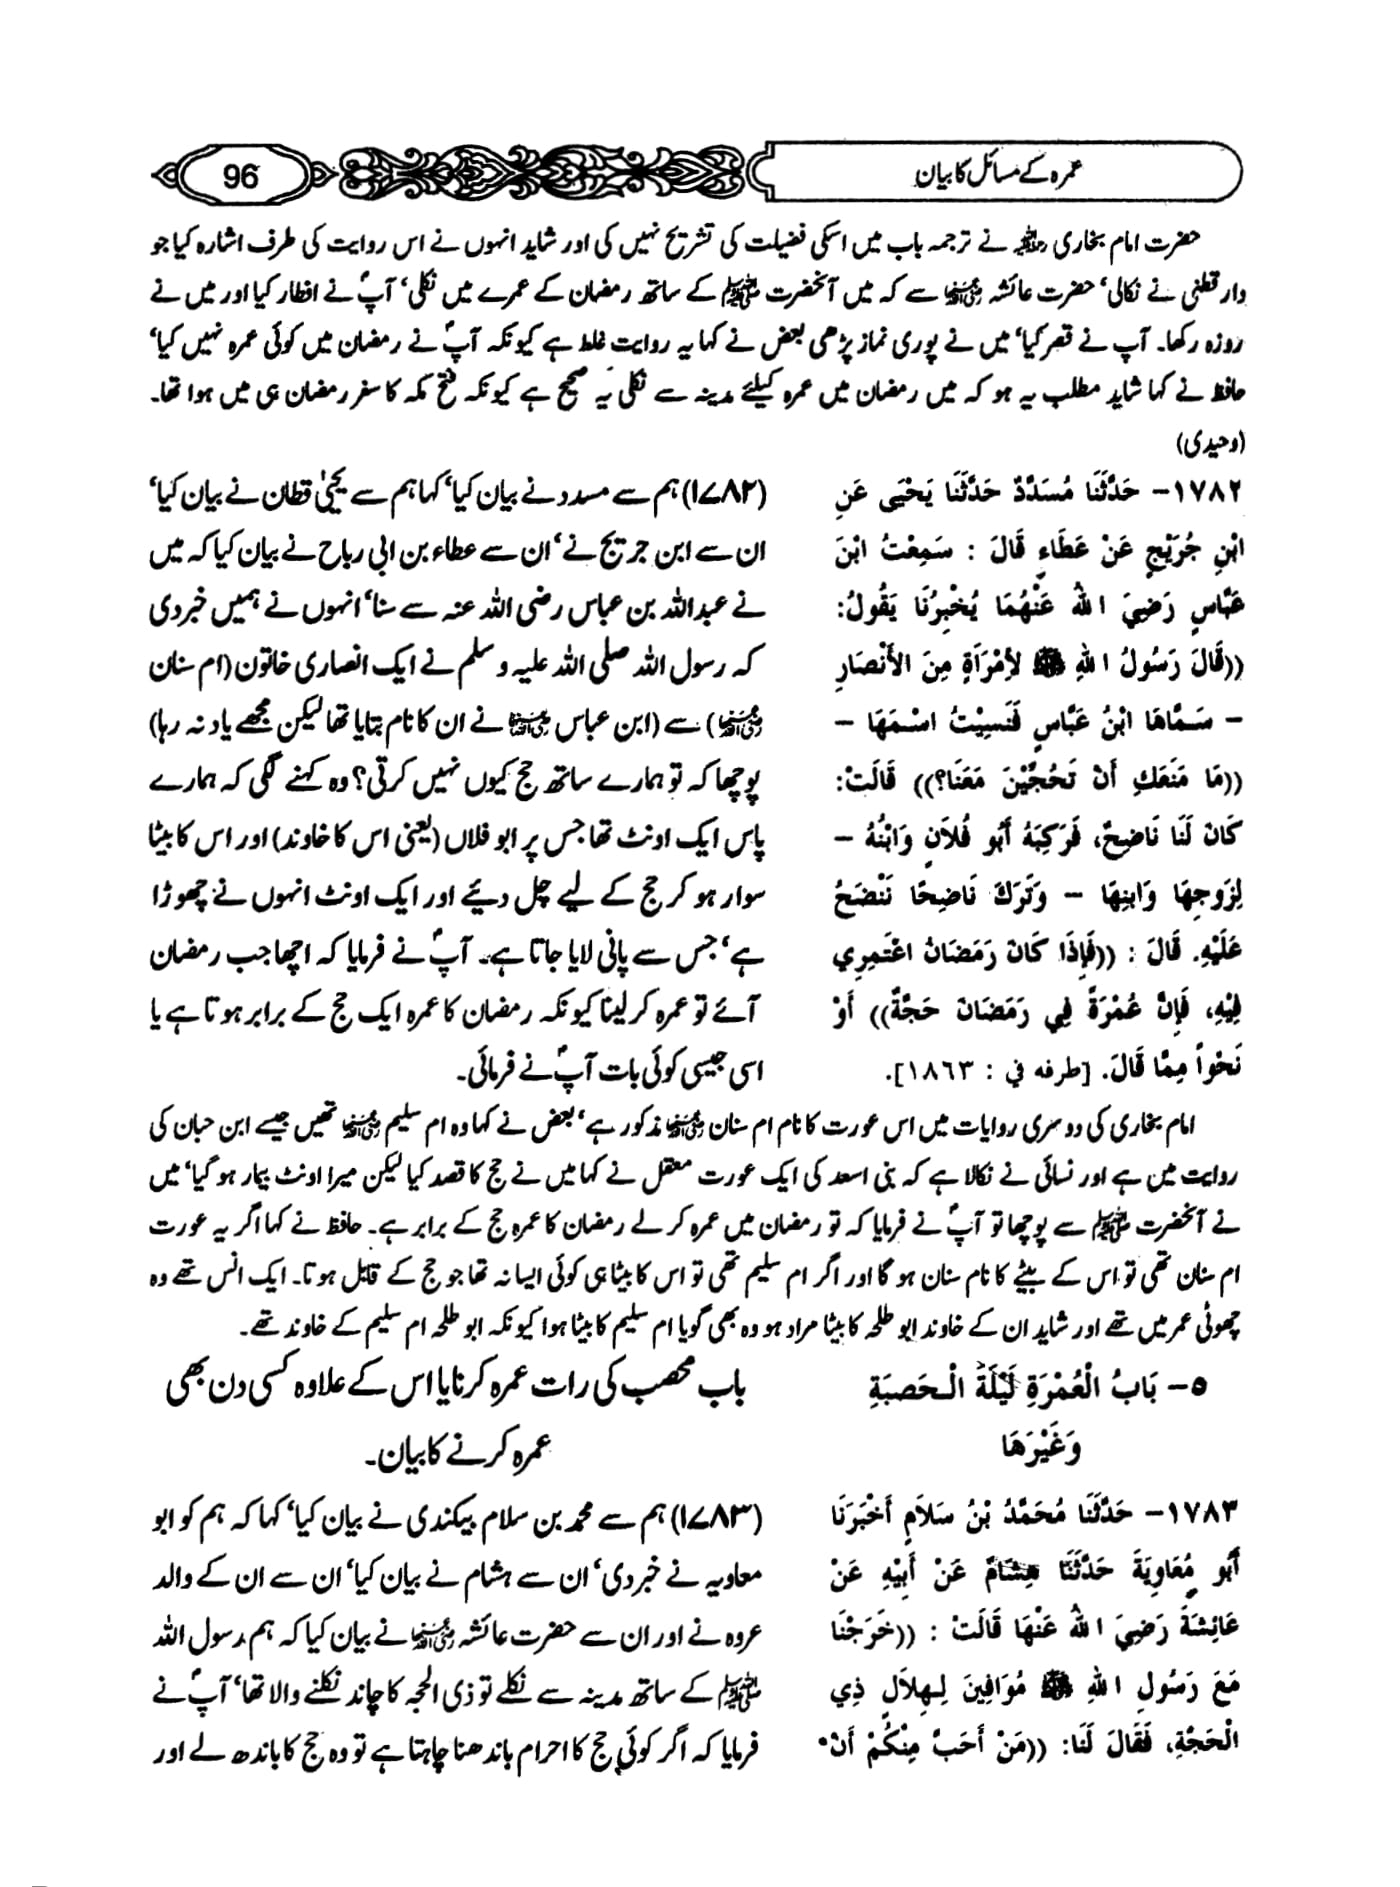 عمرہ کے مسائل کا بیان
96
حضرت امام بخاری رحمہ اللہ نے ترجمہ باب میں اسکی فضیلت کی تشریح نہیں کی اور شاید انہوں نے اس روایت کی طرف اشارہ کیا جو
دار قطنی نے نکالی‘ حضرت عائشہ رضی اللہ عنہا سے کہ میں آنحضرت ﷺ کے ساتھ رمضان کے عمرے میں نکلی‘ آپؐ نے افطار کیا اور میں نے
روزہ رکھا۔ آپ نے قصر کیا‘ میں نے پوری نماز پڑھی بعض نے کہا یہ روایت غلط ہے کیونکہ آپؐ نے رمضان میں کوئی عمرہ نہیں کیا‘
حافظ نے کہا شاید مطلب یہ ہو کہ میں رمضان میں عمرہ کیلئے مدینہ سے نکلی یہ صحیح ہے کیونکہ فتح مکہ کا سفر رمضان ہی میں ہوا تھا۔
(وحیدی)
١٧٨٢- حَدَّثَنَا مُسَدَّدٌ حَدَّثَنَا يَحْيَى عَنِ
ابْنِ جُرَيْجٍ عَنْ عَطَاءٍ قَالَ : سَمِعْتُ ابْنَ
عَبَّاسٍ رَضِيَ اللهُ عَنْهُمَا يُخْبِرُنَا يَقُولُ:
((قَالَ رَسُولُ اللهِ ﷺ لاِمْرَأَةٍ مِنَ الأَنْصَارِ
- سَمَّاهَا ابْنُ عَبَّاسٍ فَنَسِيْتُ اسْمَهَا -
((مَا مَنَعَكِ أَنْ تَحُجِّيْنَ مَعَنَا؟)) قَالَتْ:
كَانَ لَنَا نَاضِحٌ، فَرَكِبَهُ أَبُو فُلاَنٍ وَابْنُهُ -
لِزَوجِهَا وَابنِهَا - وَتَرَكَ نَاضِحًا نَنْضَحُ
عَلَيْهِ. قَالَ : ((فَإِذَا كَانَ رَمَضَانُ اعْتَمِرِي
فِيْهِ، فَإِنَّ عُمْرَةً فِي رَمَضَانَ حَجَّةٌ)) أَوْ
نَحْواً مِمَّا قَالَ. [طرفه في : ١٨٦٣].
(۱۷۸۲) ہم سے مسدد نے بیان کیا‘ کہا ہم سے یحییٰ قطان نے بیان کیا‘
ان سے ابن جریج نے‘ ان سے عطاء بن ابی رباح نے بیان کیا کہ میں
نے عبداللہ بن عباس رضی اللہ عنہ سے سنا‘ انہوں نے ہمیں خبر دی
کہ رسول اللہ صلی اللہ علیہ و سلم نے ایک انصاری خاتون (ام سنان
رضی اللہ عنہا) سے (ابن عباس رضی اللہ عنہما نے ان کا نام بتایا تھا لیکن مجھے یاد نہ رہا)
پوچھا کہ تو ہمارے ساتھ حج کیوں نہیں کرتی؟ وہ کہنے لگی کہ ہمارے
پاس ایک اونٹ تھا جس پر ابو فلاں (یعنی اس کا خاوند) اور اس کا بیٹا
سوار ہو کر حج کے لیے چل دیئے اور ایک اونٹ انہوں نے چھوڑا
ہے‘ جس سے پانی لایا جاتا ہے۔ آپؐ نے فرمایا کہ اچھا جب رمضان
آئے تو عمرہ کر لینا کیونکہ رمضان کا عمرہ ایک حج کے برابر ہوتا ہے یا
اسی جیسی کوئی بات آپؐ نے فرمائی۔
امام بخاری کی دوسری روایات میں اس عورت کا نام ام سنان رضی اللہ عنہا مذکور ہے‘ بعض نے کہا وہ ام سلیم رضی اللہ عنہا تھیں جیسے ابن حبان کی
روایت میں ہے اور نسائی نے نکالا ہے کہ بنی اسعد کی ایک عورت معقل نے کہا میں نے حج کا قصد کیا لیکن میرا اونٹ بیمار ہو گیا‘ میں
نے آنحضرت ﷺ سے پوچھا تو آپؐ نے فرمایا کہ تو رمضان میں عمرہ کر لے رمضان کا عمرہ حج کے برابر ہے۔ حافظ نے کہا اگر یہ عورت
ام سنان تھی تو اس کے بیٹے کا نام سنان ہو گا اور اگر ام سلیم تھی تو اس کا بیٹا ہی کوئی ایسا نہ تھا جو حج کے قابل ہوتا۔ ایک انس تھے وہ
چھوٹی عمر میں تھے اور شاید ان کے خاوند ابو طلحہ کا بیٹا مراد ہو وہ بھی گویا ام سلیم کا بیٹا ہوا کیونکہ ابو طلحہ ام سلیم کے خاوند تھے۔
٥- بَابُ الْعُمْرَةِ لَيْلَةَ الْحَصْبَةِ
وَغَيْرَهَا
باب محصب کی رات عمرہ کرنا یا اس کے علاوہ کسی دن بھی
عمرہ کرنے کا بیان۔
١٧٨٣- حَدَّثَنَا مُحَمَّدُ بْنُ سَلاَمٍ أَخْبَرَنَا
أَبُو مُعَاوِيَةَ حَدَّثَنَا هِشَامٌ عَنْ أَبِيْهِ عَنْ
عَائِشَةَ رَضِيَ اللهُ عَنْهَا قَالَتْ : ((خَرَجْنَا
مَعَ رَسُولِ اللهِ ﷺ مُوَافِينَ لِهِلاَلِ ذِي
الْحَجَّةِ، فَقَالَ لَنَا: ((مَنْ أَحَبَّ مِنْكُمْ أَنْ
(۱۷۸۳) ہم سے محمد بن سلام بیکندی نے بیان کیا‘ کہا کہ ہم کو ابو
معاویہ نے خبر دی‘ ان سے ہشام نے بیان کیا‘ ان سے ان کے والد
عروہ نے اور ان سے حضرت عائشہ رضی اللہ عنہا نے بیان کیا کہ ہم رسول اللہ
ﷺ کے ساتھ مدینہ سے نکلے تو ذی الحجہ کا چاند نکلنے والا تھا‘ آپؐ نے
فرمایا کہ اگر کوئی حج کا احرام باندھنا چاہتا ہے تو وہ حج کا باندھ لے اور